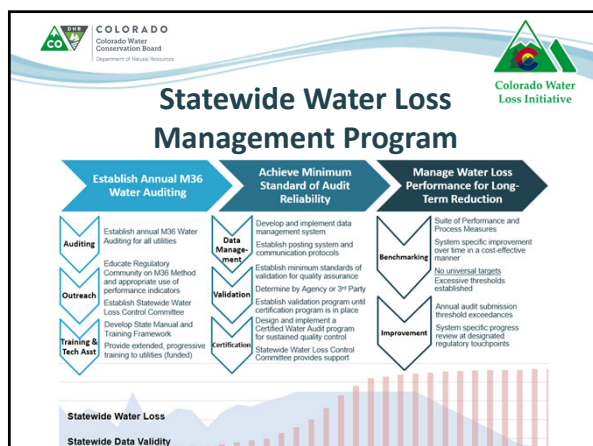 CO
DNR
COLORADO
Colorado Water
Conservation Board
Department of Natural Resources
Colorado Water
Loss Initiative
Statewide Water Loss
Management Program
Establish Annual M36
Water Auditing
Auditing
Establish annual M36 Water
Auditing for all utilities
Outreach
Educate Regulatory
Community on M36 Method
and appropriate use of
performance indicators
Establish Statewide Water
Loss Control Committee
Training &
Tech Asst
Develop State Manual and
Training Framework
Provide extended, progressive
training to utilities (funded)
Achieve Minimum
Standard of Audit
Reliability
Data
Manage-
ment
Develop and implement data
management system
Establish posting system and
communication protocols
Validation
Establish minimum standards of
validation for quality assurance
Determine by Agency or 3rd Party
Establish validation program until
certification program is in place
Certification
Design and implement a
Certified Water Audit program
for sustained quality control
Statewide Water Loss Control
Committee provides support
Manage Water Loss
Performance for Long-
Term Reduction
Benchmarking
Suite of Performance and
Process Measures
System specific improvement
over time in a cost-effective
manner
No universal targets
Excessive thresholds
established
Improvement
Annual audit submission
threshold exceedances
System specific progress
review at designated
regulatory touchpoints
Statewide Water Loss
Statewide Data Validity